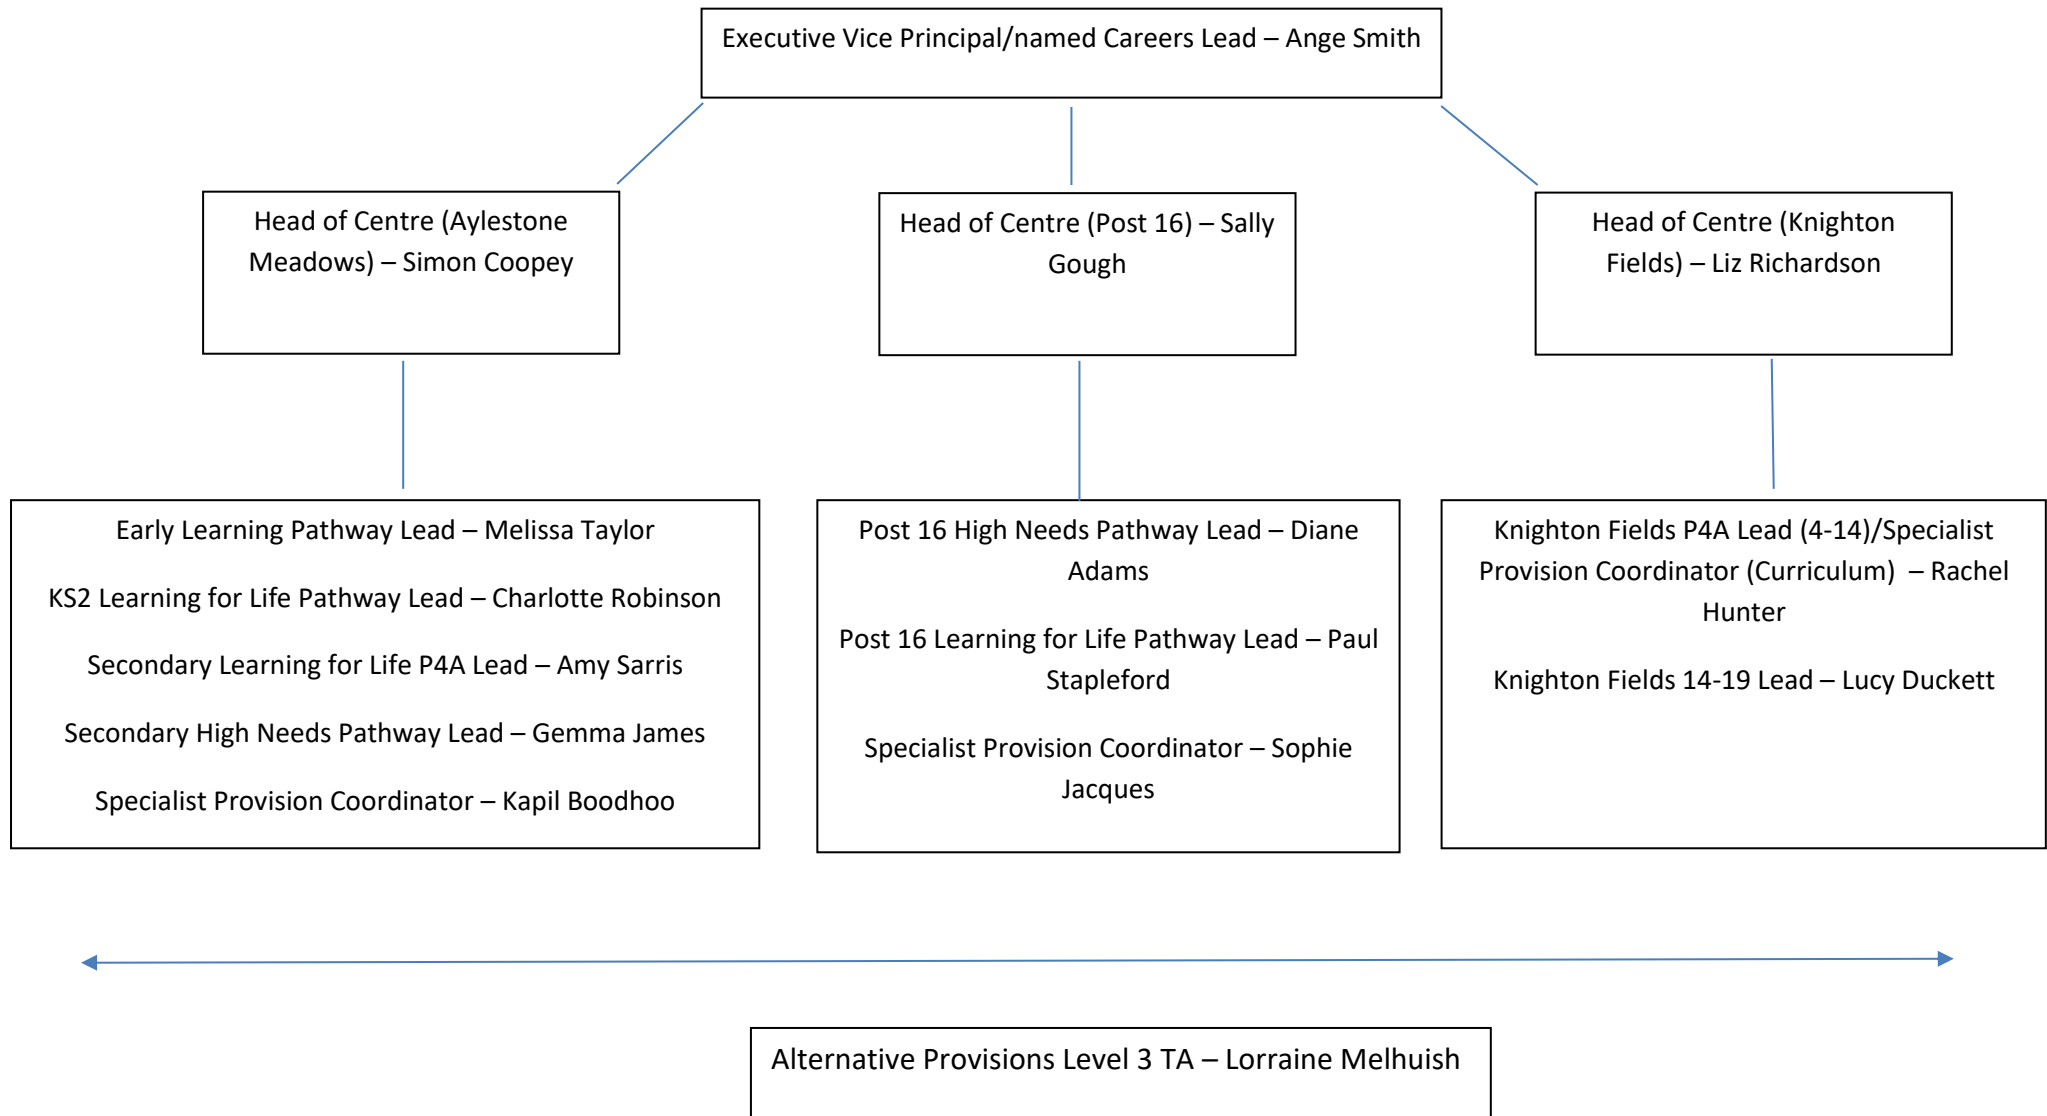 Executive Vice Principal/named Careers Lead – Ange Smith
Head of Centre (Aylestone
Meadows) – Simon Coopey
Head of Centre (Post 16) – Sally
Gough
Head of Centre (Knighton
Fields) – Liz Richardson
Early Learning Pathway Lead – Melissa Taylor
KS2 Learning for Life Pathway Lead – Charlotte Robinson
Secondary Learning for Life P4A Lead – Amy Sarris
Secondary High Needs Pathway Lead – Gemma James
Specialist Provision Coordinator – Kapil Boodhoo
Post 16 High Needs Pathway Lead – Diane
Adams
Post 16 Learning for Life Pathway Lead – Paul
Stapleford
Specialist Provision Coordinator – Sophie
Jacques
Knighton Fields P4A Lead (4-14)/Specialist
Provision Coordinator (Curriculum)  – Rachel
Hunter
Knighton Fields 14-19 Lead – Lucy Duckett
Alternative Provisions Level 3 TA – Lorraine Melhuish